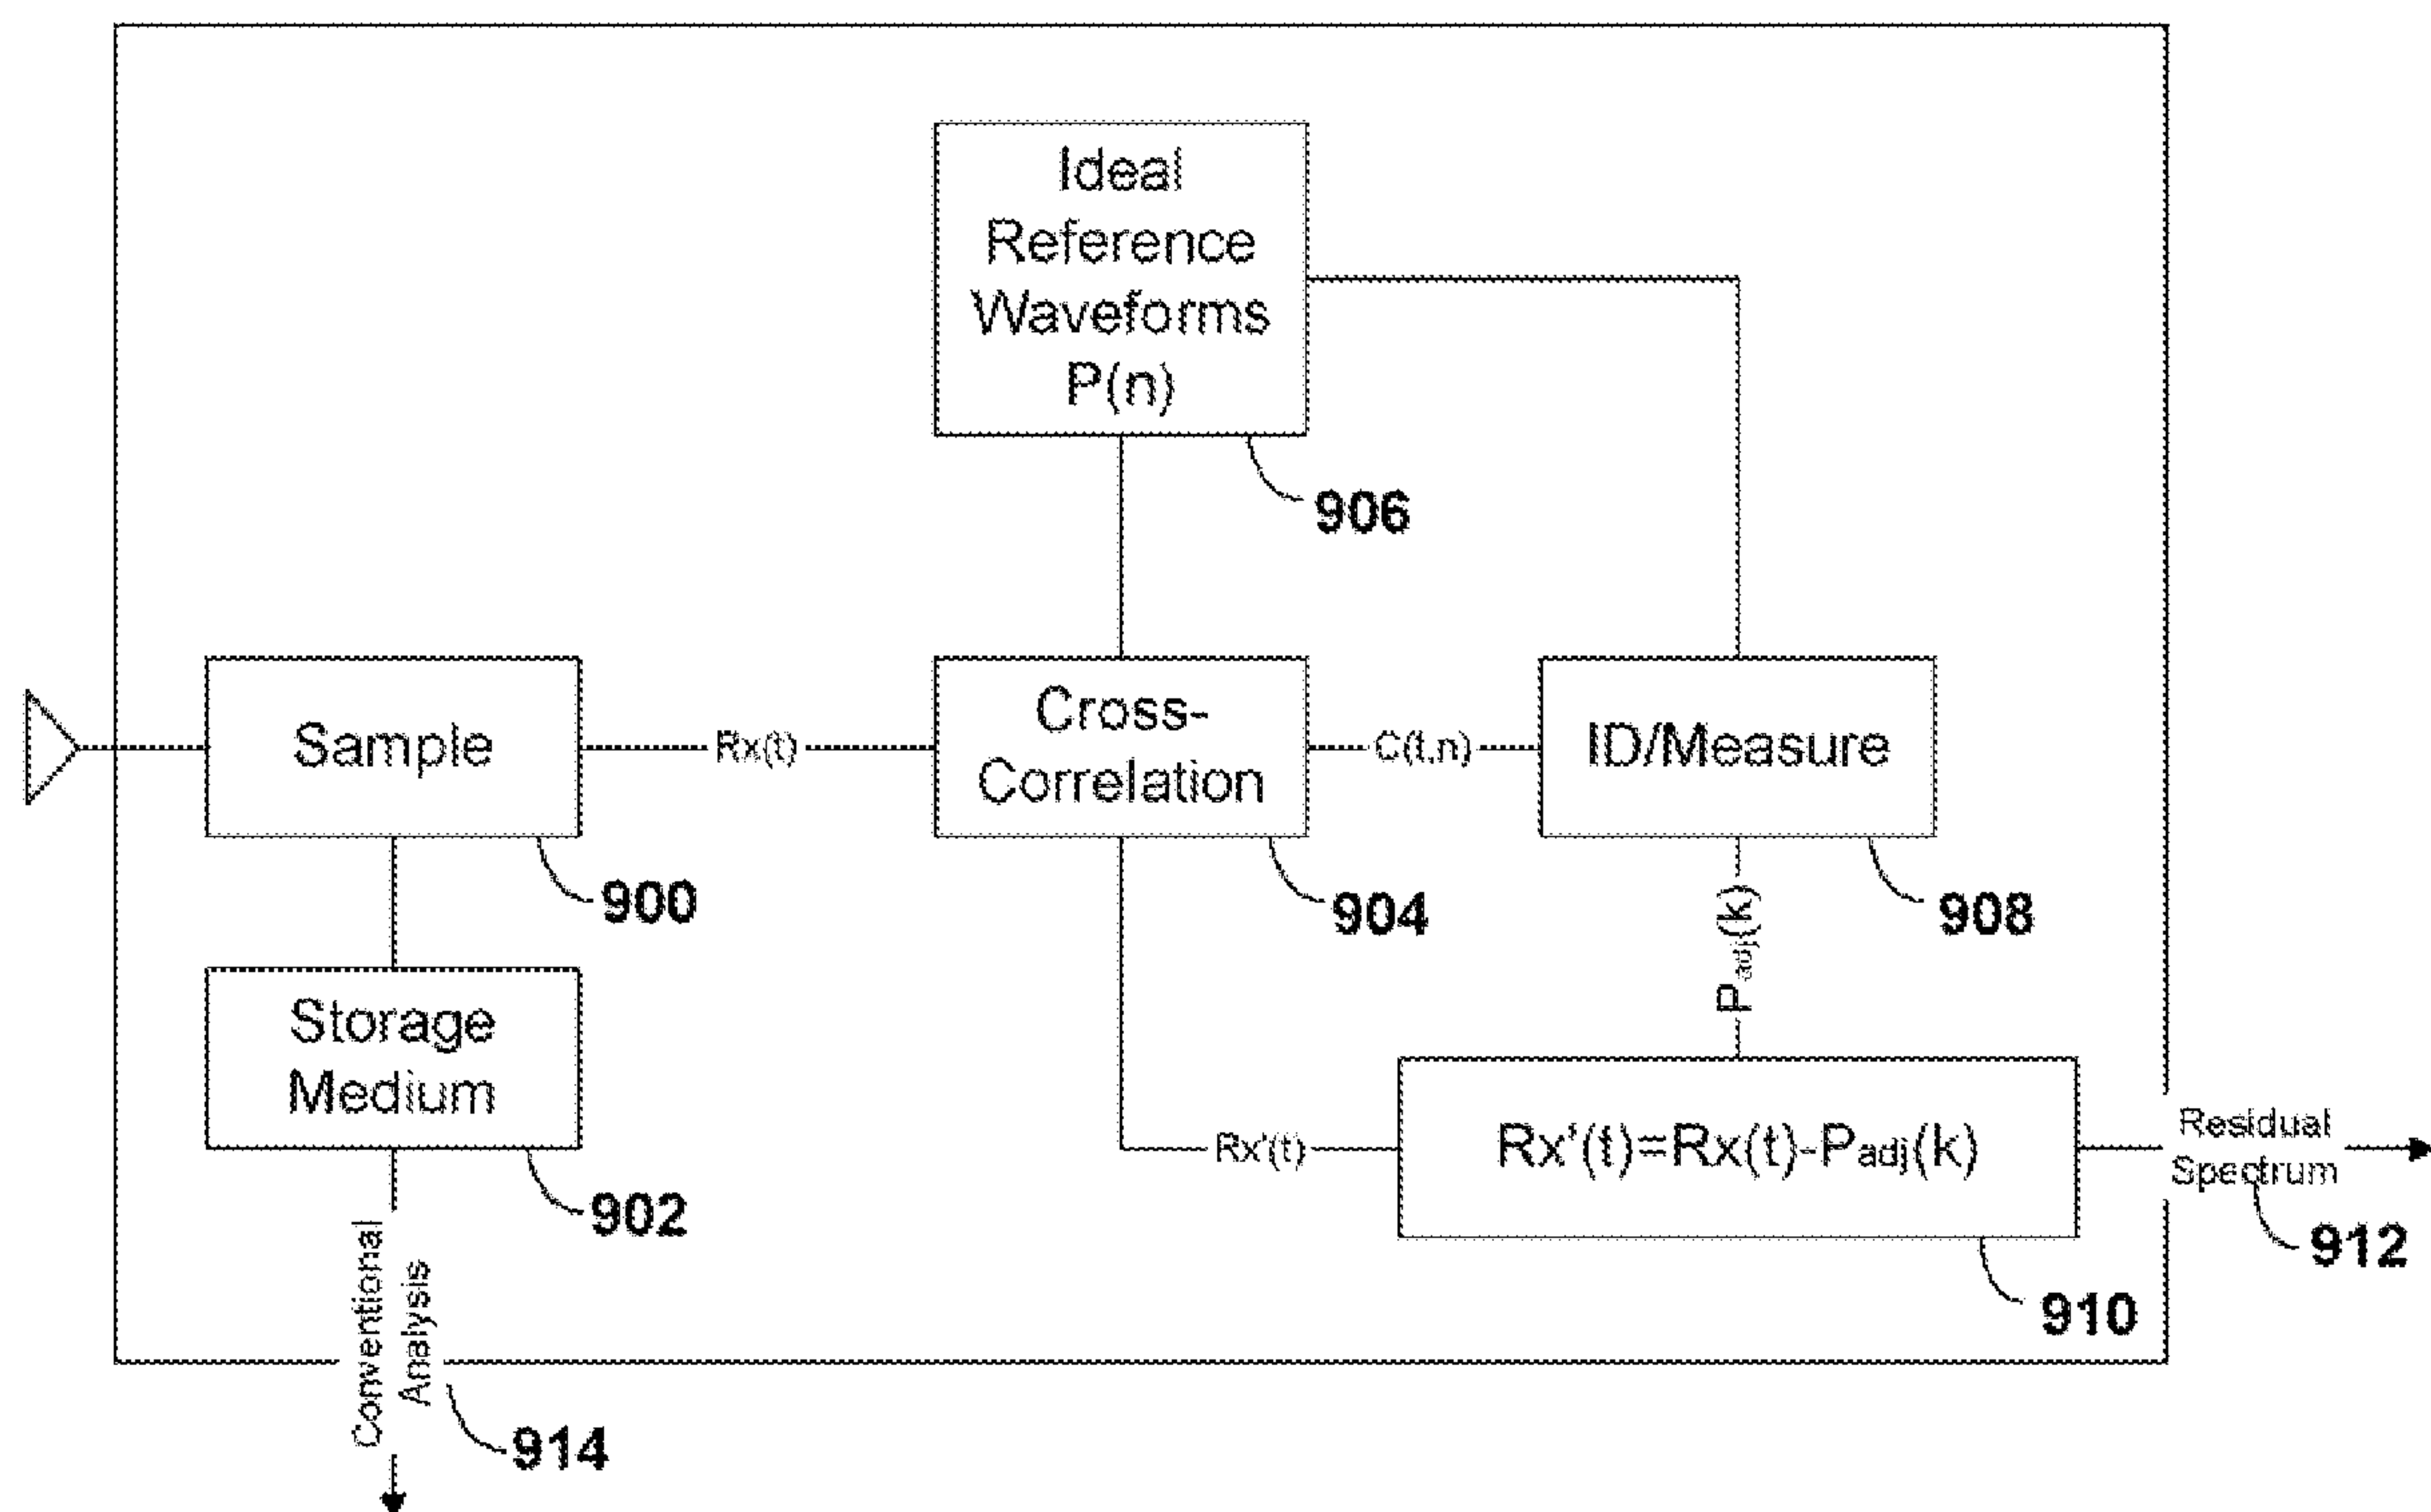 Ideal
Reference
Waveforms
P(n)
906
Sample
Rx(t)
Cross-
Correlation
C(t,n)
ID/Measure
900
904
908
Padj(k)
Storage
Medium
902
Rx'(t)
Rx'(t)=Rx(t)-Padj(k)
Residual
Spectrum
912
910
Conventional
Analysis
914